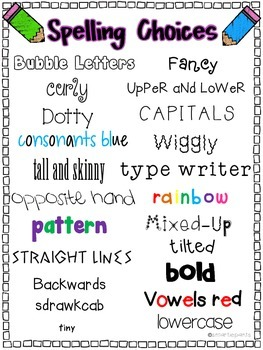 Spelling Choices
Bubble Letters
Fancy
curly
UpPeR aNd LoWeR
Dotty
CAPITALS
consonants blue
Wiggly
tall and skinny
type writer
opposite hand
rainbow
pattern
Mixed-Up
tilted
STRAIGHT LINES
bold
Backwards
sdrawkcab
Vowels red
tiny
lowercase